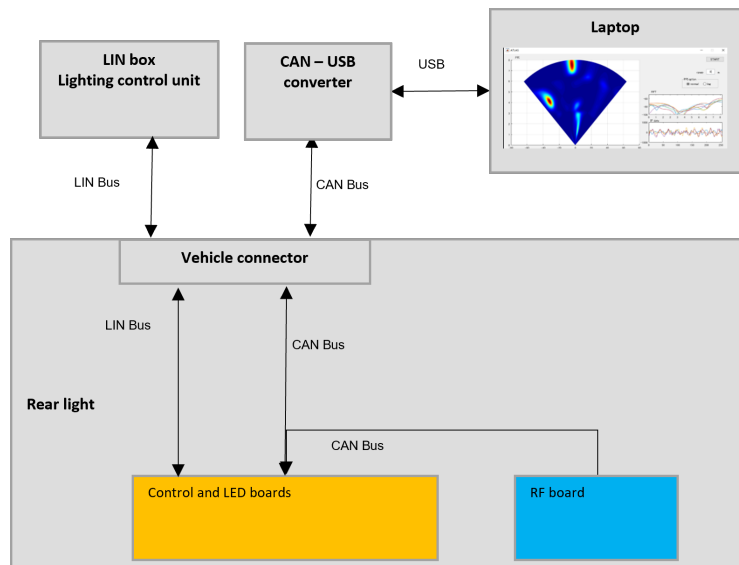 LIN box
Lighting control unit
CAN – USB
converter
USB
Laptop
LIN Bus
CAN Bus
Vehicle connector
LIN Bus
CAN Bus
Rear light
CAN Bus
Control and LED boards
RF board